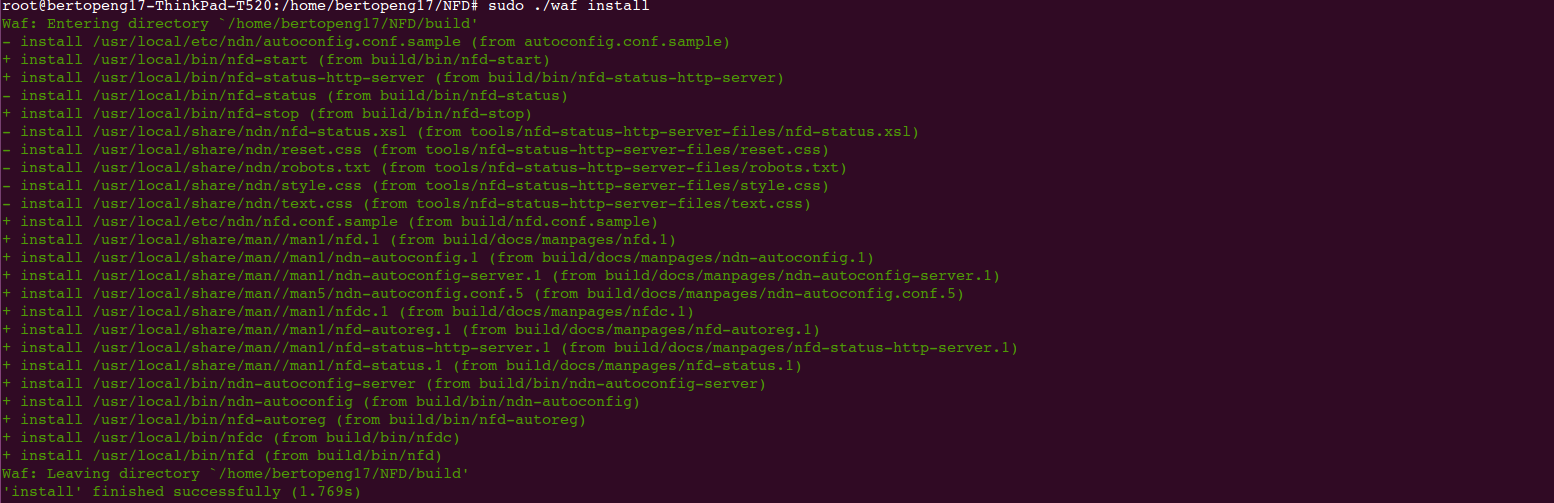 root@bertopeng17-ThinkPad-T520:/home/bertopeng17/NFD# sudo ./waf install
Waf: Entering directory `/home/bertopeng17/NFD/build'
- install /usr/local/etc/ndn/autoconfig.conf.sample (from autoconfig.conf.sample)
+ install /usr/local/bin/nfd-start (from build/bin/nfd-start)
+ install /usr/local/bin/nfd-status-http-server (from build/bin/nfd-status-http-server)
- install /usr/local/bin/nfd-status (from build/bin/nfd-status)
+ install /usr/local/bin/nfd-stop (from build/bin/nfd-stop)
- install /usr/local/share/ndn/nfd-status.xsl (from tools/nfd-status-http-server-files/nfd-status.xsl)
- install /usr/local/share/ndn/reset.css (from tools/nfd-status-http-server-files/reset.css)
- install /usr/local/share/ndn/robots.txt (from tools/nfd-status-http-server-files/robots.txt)
- install /usr/local/share/ndn/style.css (from tools/nfd-status-http-server-files/style.css)
- install /usr/local/share/ndn/text.css (from tools/nfd-status-http-server-files/text.css)
+ install /usr/local/etc/ndn/nfd.conf.sample (from build/nfd.conf.sample)
+ install /usr/local/share/man//man1/nfd.1 (from build/docs/manpages/nfd.1)
+ install /usr/local/share/man//man1/ndn-autoconfig.1 (from build/docs/manpages/ndn-autoconfig.1)
+ install /usr/local/share/man//man1/ndn-autoconfig-server.1 (from build/docs/manpages/ndn-autoconfig-server.1)
+ install /usr/local/share/man//man5/ndn-autoconfig.conf.5 (from build/docs/manpages/ndn-autoconfig.conf.5)
+ install /usr/local/share/man//man1/nfdc.1 (from build/docs/manpages/nfdc.1)
+ install /usr/local/share/man//man1/nfd-autoreg.1 (from build/docs/manpages/nfd-autoreg.1)
+ install /usr/local/share/man//man1/nfd-status-http-server.1 (from build/docs/manpages/nfd-status-http-server.1)
+ install /usr/local/share/man//man1/nfd-status.1 (from build/docs/manpages/nfd-status.1)
+ install /usr/local/bin/ndn-autoconfig-server (from build/bin/ndn-autoconfig-server)
+ install /usr/local/bin/ndn-autoconfig (from build/bin/ndn-autoconfig)
+ install /usr/local/bin/nfd-autoreg (from build/bin/nfd-autoreg)
+ install /usr/local/bin/nfdc (from build/bin/nfdc)
+ install /usr/local/bin/nfd (from build/bin/nfd)
Waf: Leaving directory `/home/bertopeng17/NFD/build'
'install' finished successfully (1.769s)